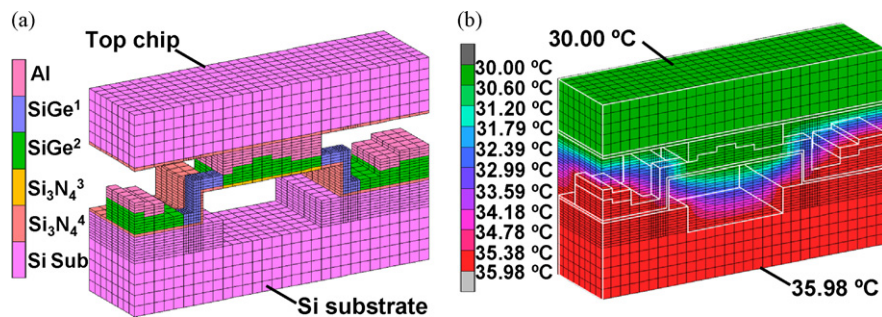 (a)
Top chip
Al
SiGe¹
SiGe²
Si₃N₄³
Si₃N₄⁴
Si Sub
Si substrate
(b)
30.00 ºC
30.00 ºC
30.60 ºC
31.20 ºC
31.79 ºC
32.39 ºC
32.99 ºC
33.59 ºC
34.18 ºC
34.78 ºC
35.38 ºC
35.98 ºC
35.98 ºC